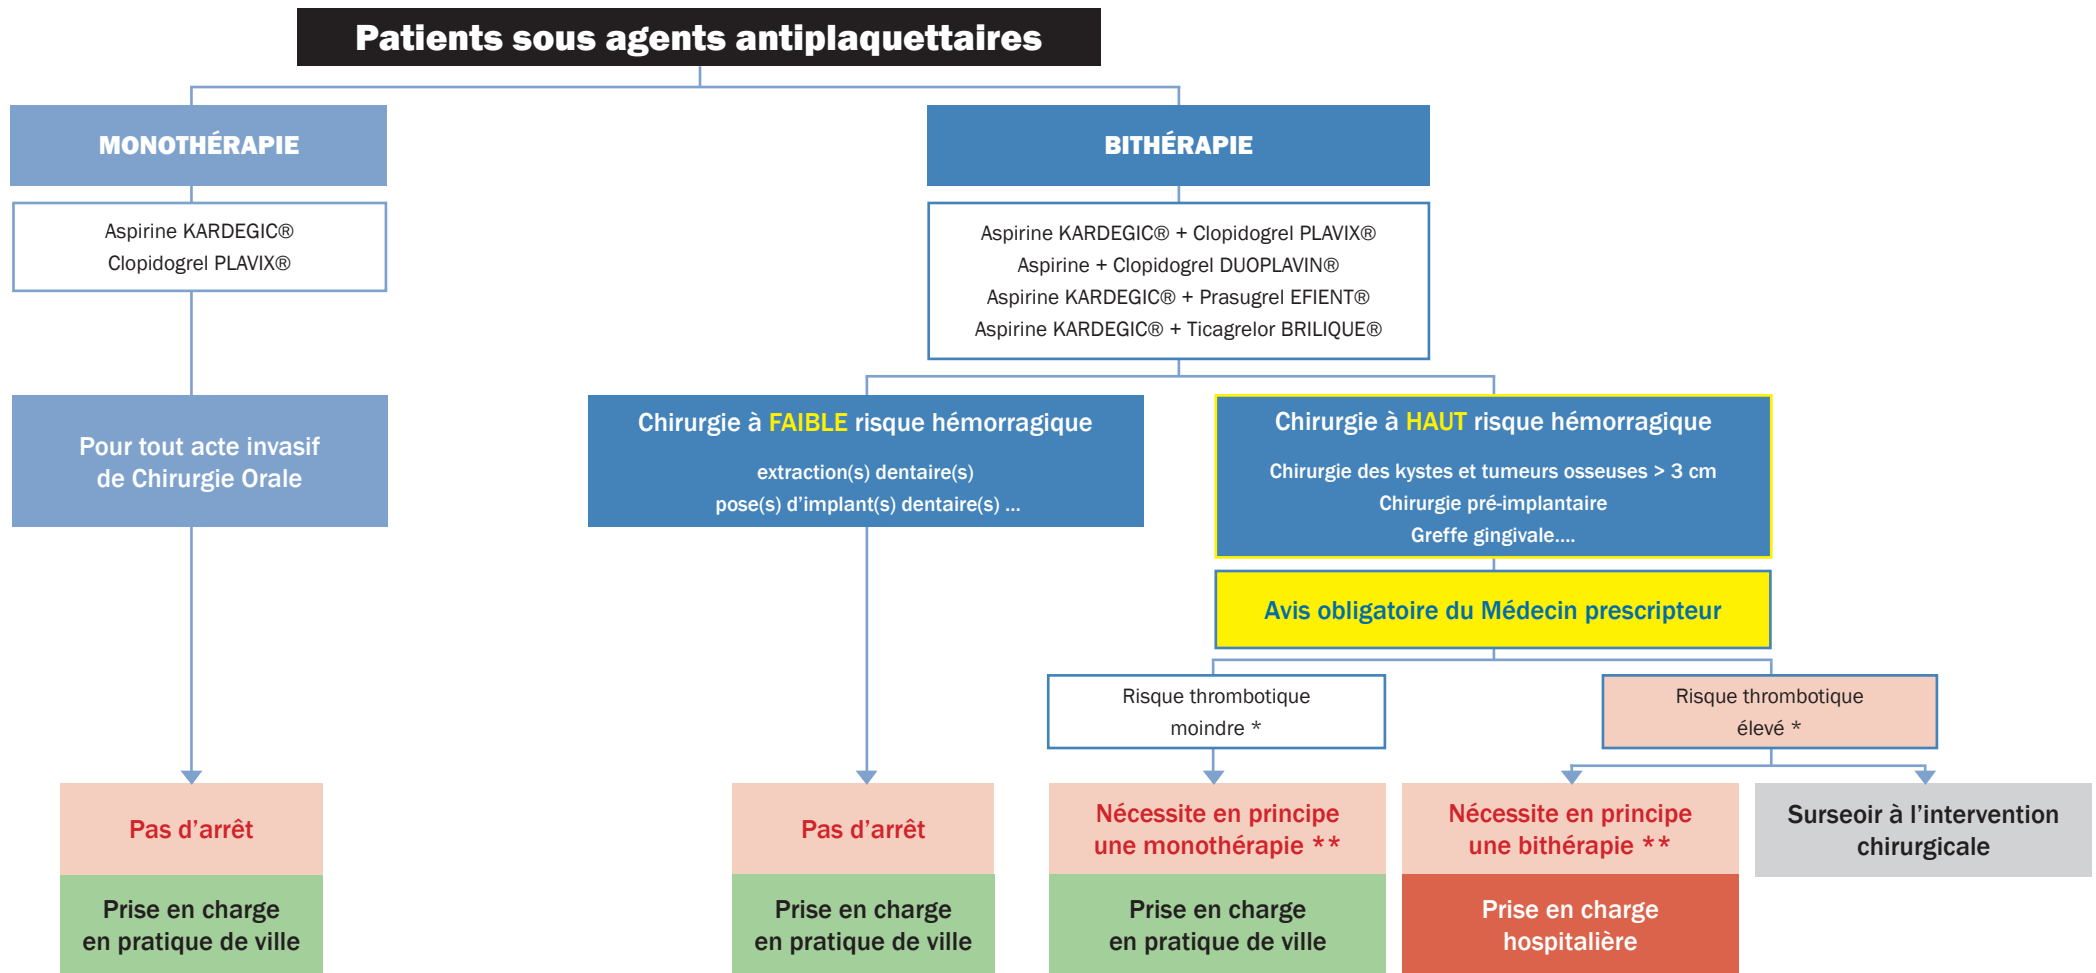 Patients sous agents antiplaquettaires
MONOTHÉRAPIE
Aspirine KARDEGIC®
Clopidogrel PLAVIX®
Pour tout acte invasif
de Chirurgie Orale
Pas d’arrêt
Prise en charge
en pratique de ville
BITHÉRAPIE
Aspirine KARDEGIC® + Clopidogrel PLAVIX®
Aspirine + Clopidogrel DUOPLAVIN®
Aspirine KARDEGIC® + Prasugrel EFIENT®
Aspirine KARDEGIC® + Ticagrelor BRILIQUE®
Chirurgie à FAIBLE risque hémorragique
extraction(s) dentaire(s)
pose(s) d’implant(s) dentaire(s) ...
Pas d’arrêt
Prise en charge
en pratique de ville
Chirurgie à HAUT risque hémorragique
Chirurgie des kystes et tumeurs osseuses > 3 cm
Chirurgie pré-implantaire
Greffe gingivale....
Avis obligatoire du Médecin prescripteur
Risque thrombotique
moindre *
Nécessite en principe
une monothérapie **
Prise en charge
en pratique de ville
Risque thrombotique
élevé *
Nécessite en principe
une bithérapie **
Prise en charge
hospitalière
Surseoir à l’intervention
chirurgicale